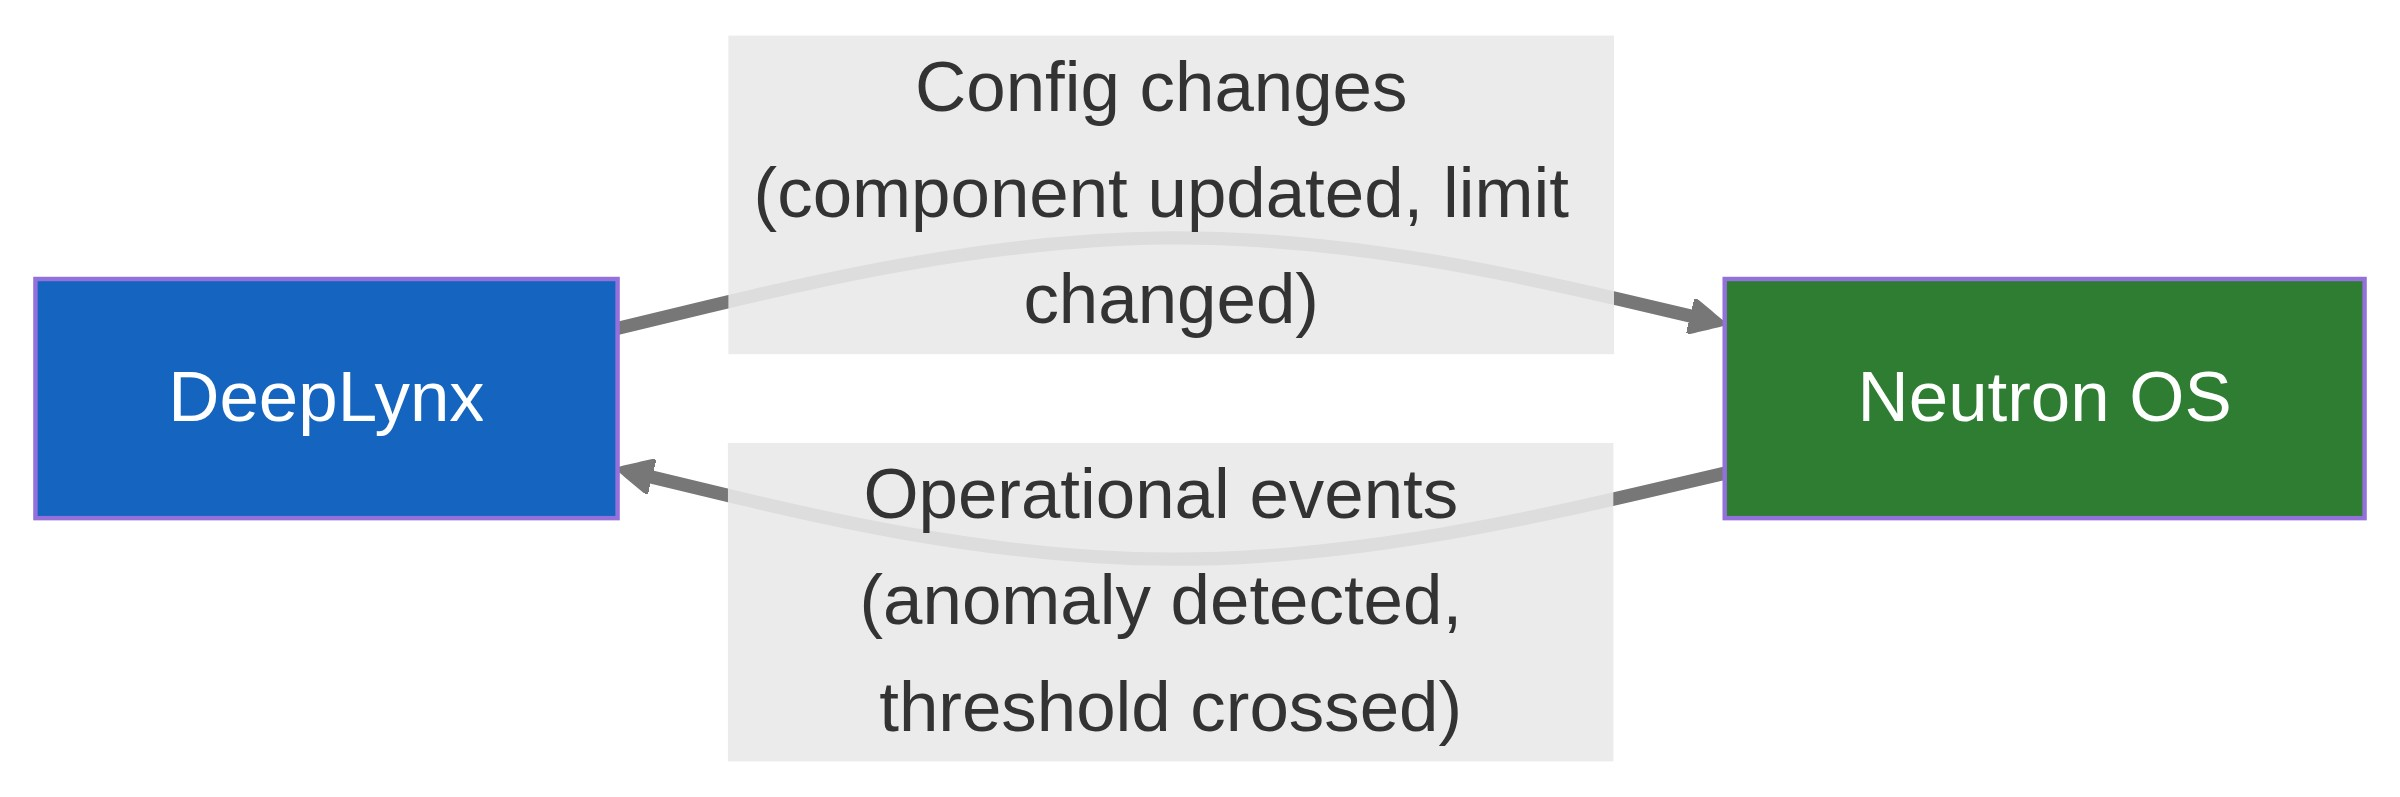 Config changes
(component updated, limit
changed)
DeepLynx
Neutron OS
Operational events
(anomaly detected,
threshold crossed)